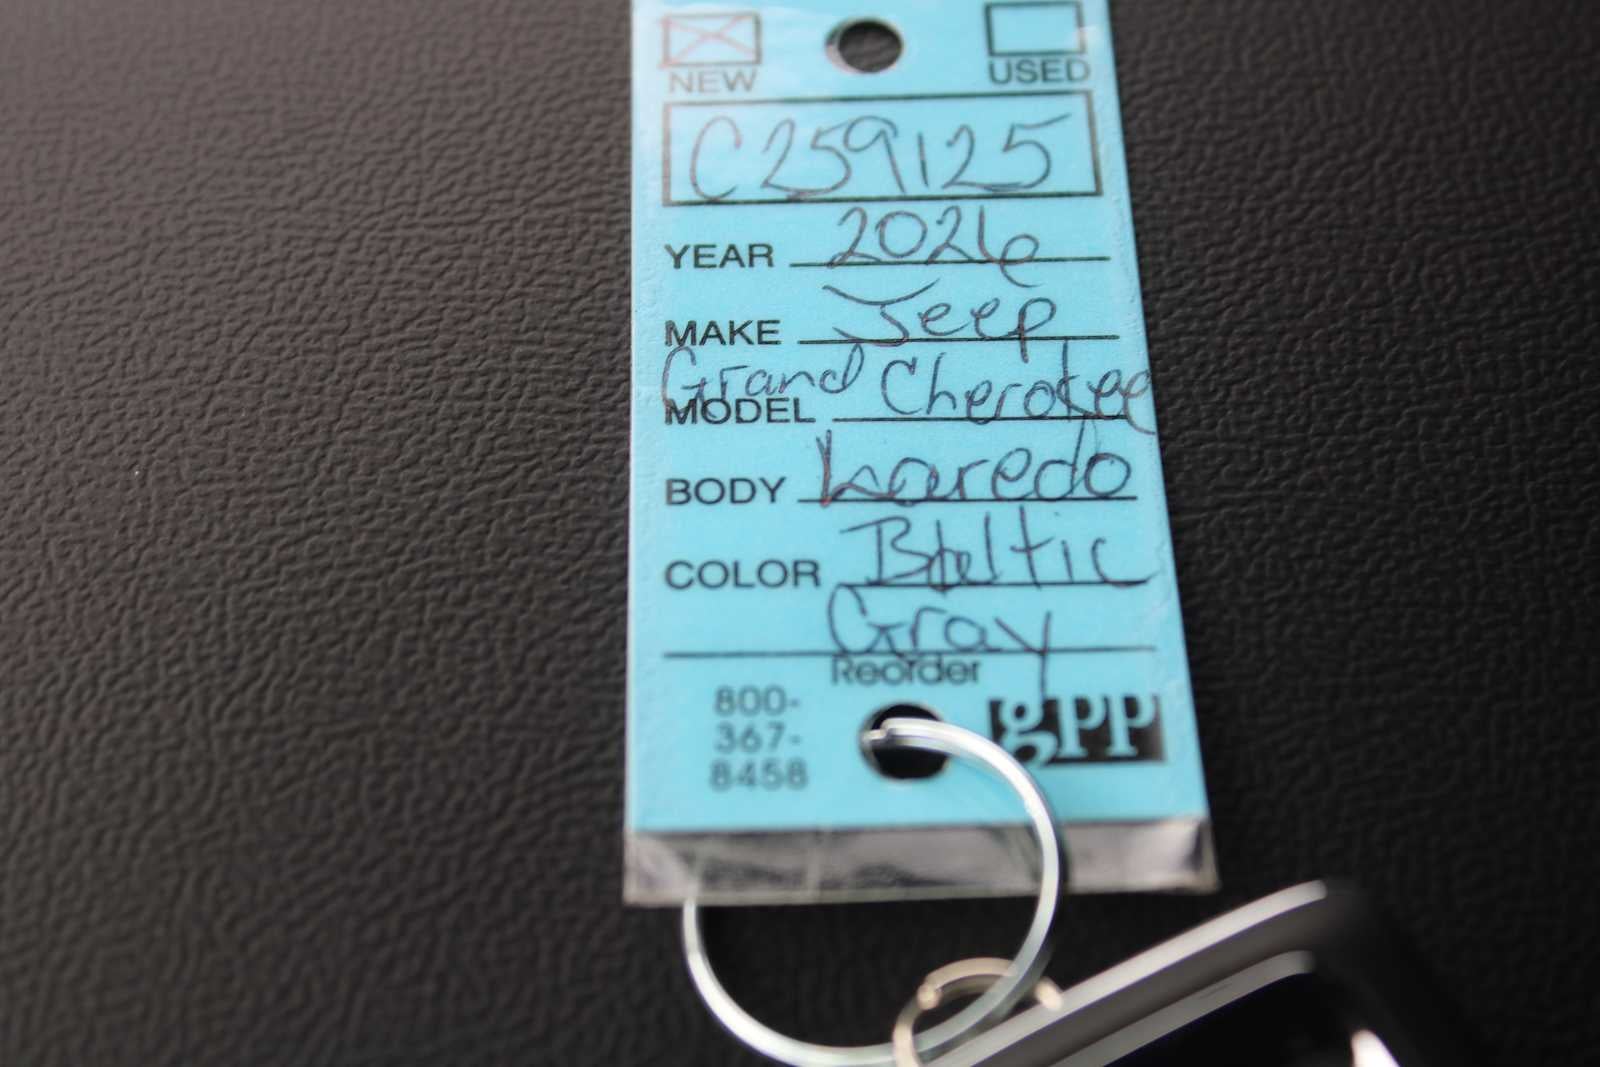 NEW USED
C259125
YEAR 2026
MAKE Jeep
MODEL Grand Cherokee
BODY Laredo
COLOR Baltic
Gray
Reorder
800-
367-
8458
gPP